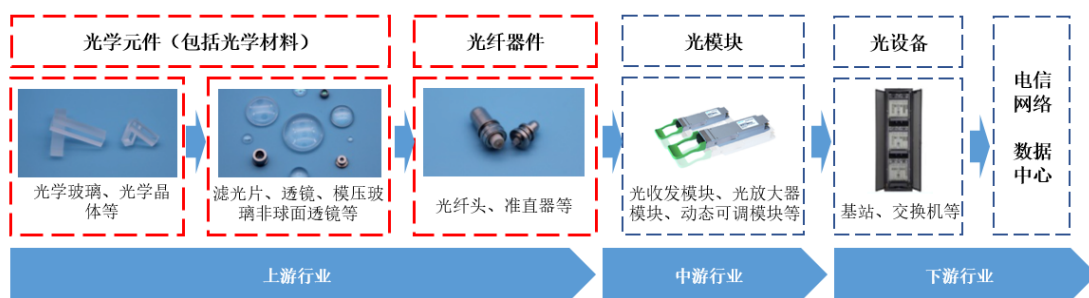 光学元件（包括光学材料）
光纤器件
光模块
光设备
电信
网络
数据
中心
光学玻璃、光学晶
体等
滤光片、透镜、模压玻
璃非球面透镜等
光纤头、准直器等
光收发模块、光放大器
模块、动态可调模块等
基站、交换机等
上游行业
中游行业
下游行业